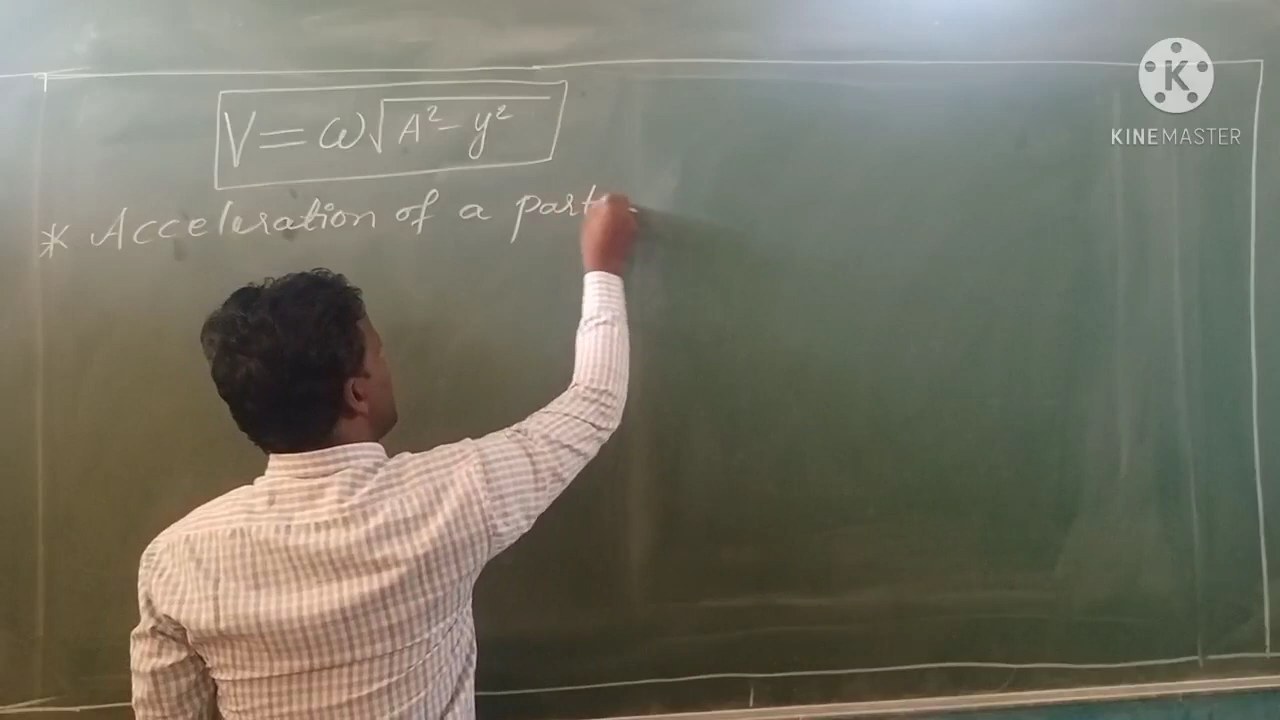 V = ω√A² - y²
* Acceleration of a part
K
KINEMASTER